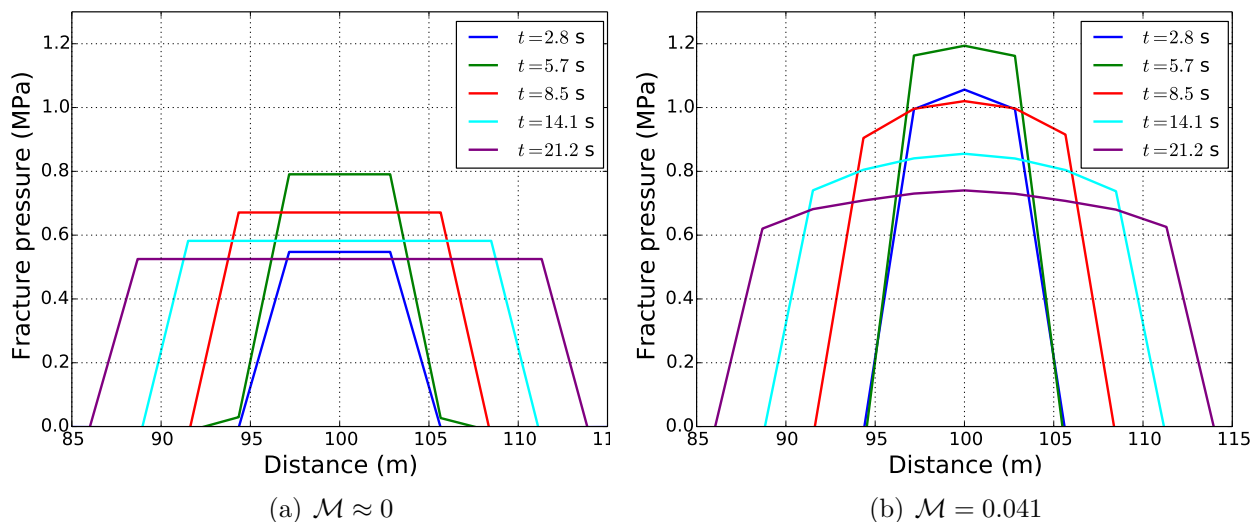 1.2
1.0
0.8
0.6
0.4
0.2
0.0
85 90 95 100 105 110 11
Fracture pressure (MPa)
Distance (m)
t=2.8 s
t=5.7 s
t=8.5 s
t=14.1 s
t=21.2 s
(a) ℳ ≈ 0
1.2
1.0
0.8
0.6
0.4
0.2
0.0
85 90 95 100 105 110 115
Fracture pressure (MPa)
Distance (m)
t=2.8 s
t=5.7 s
t=8.5 s
t=14.1 s
t=21.2 s
(b) ℳ = 0.041